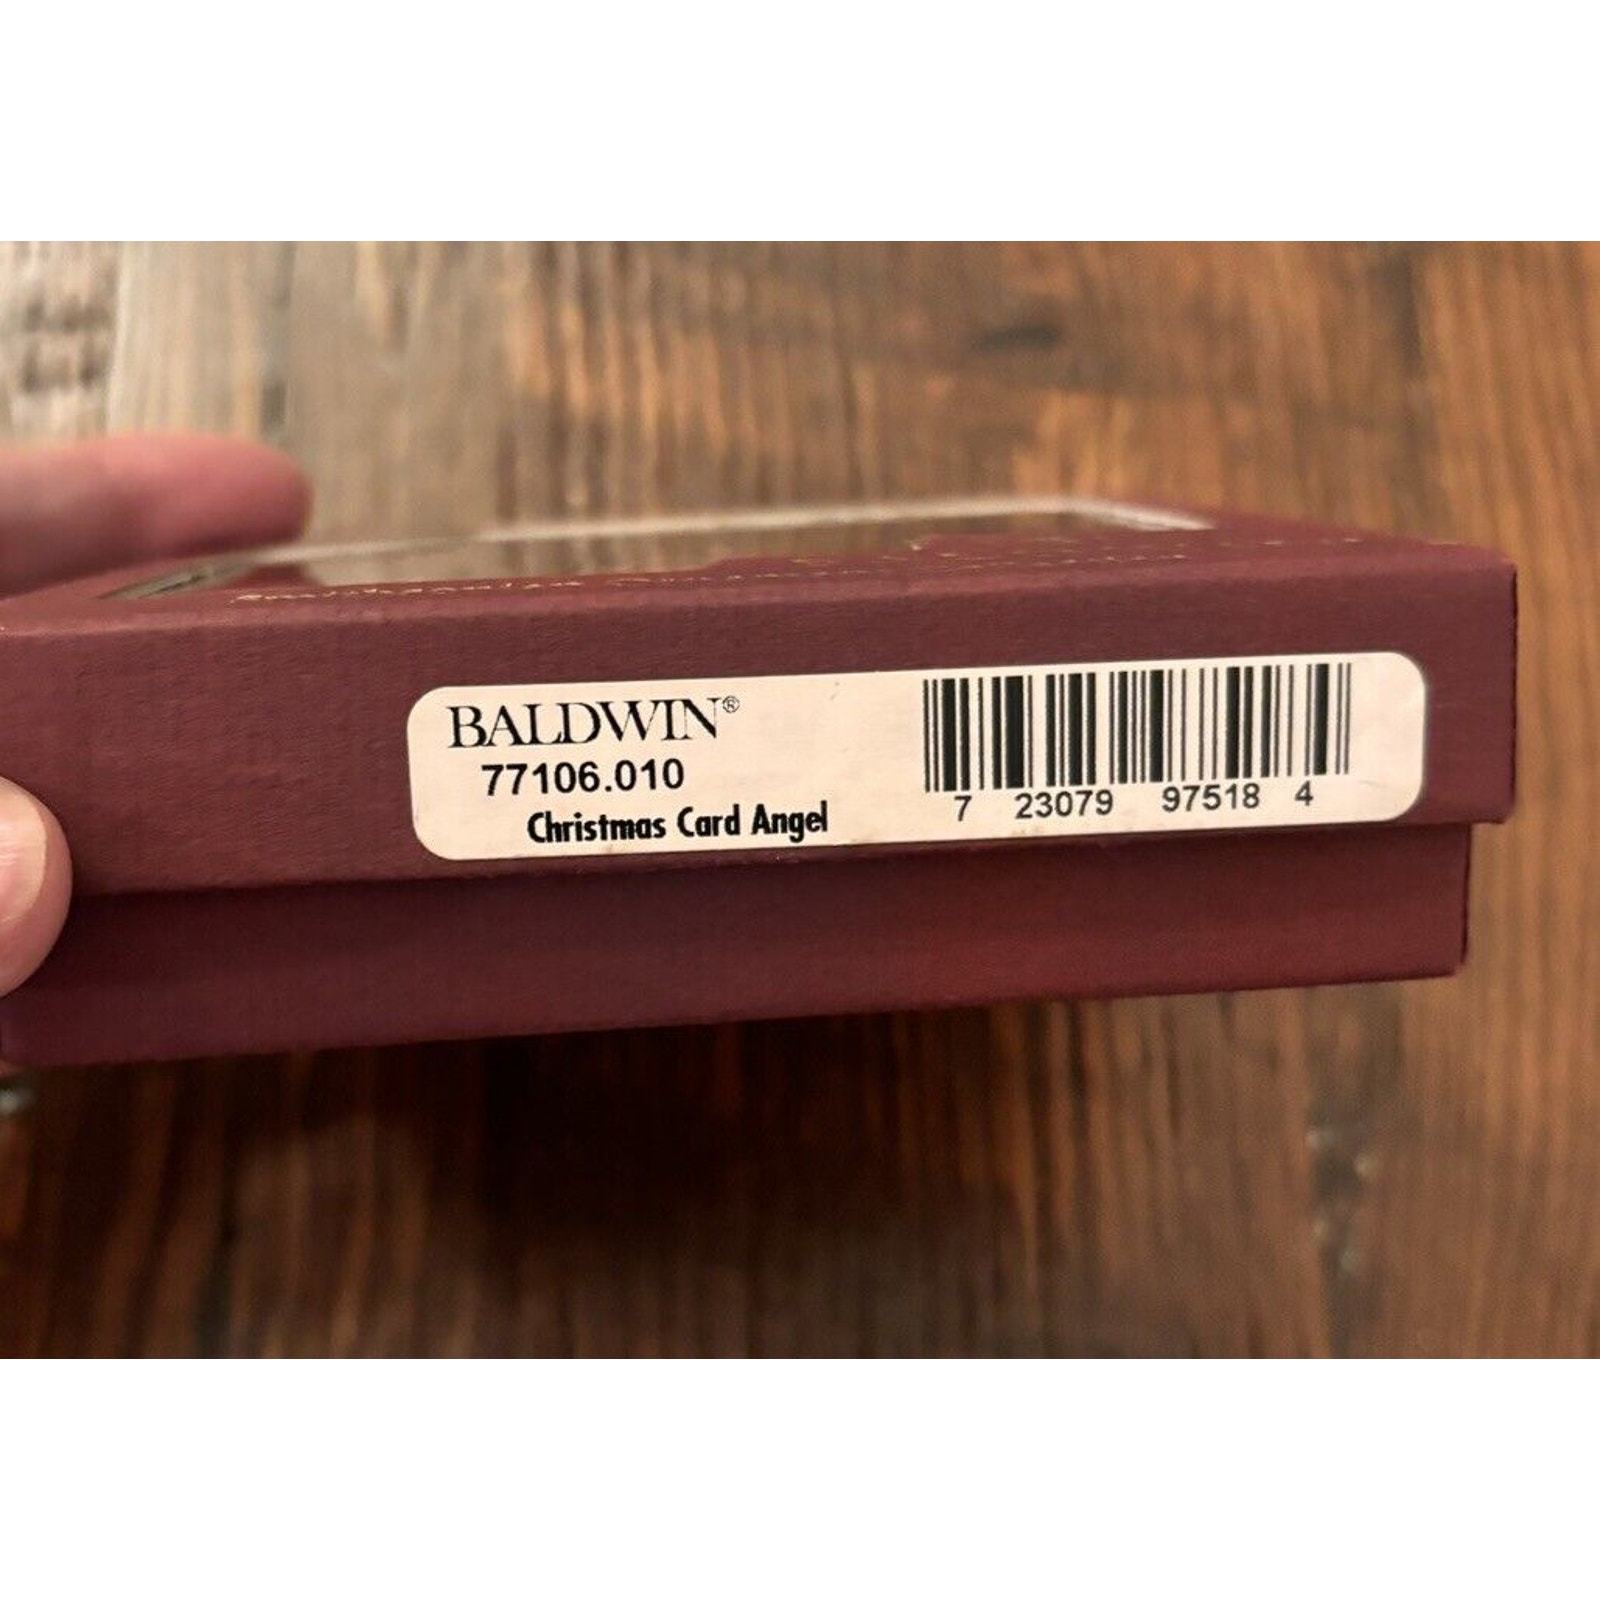 BALDWIN®
77106.010
Christmas Card Angel
7 23079 97518 4